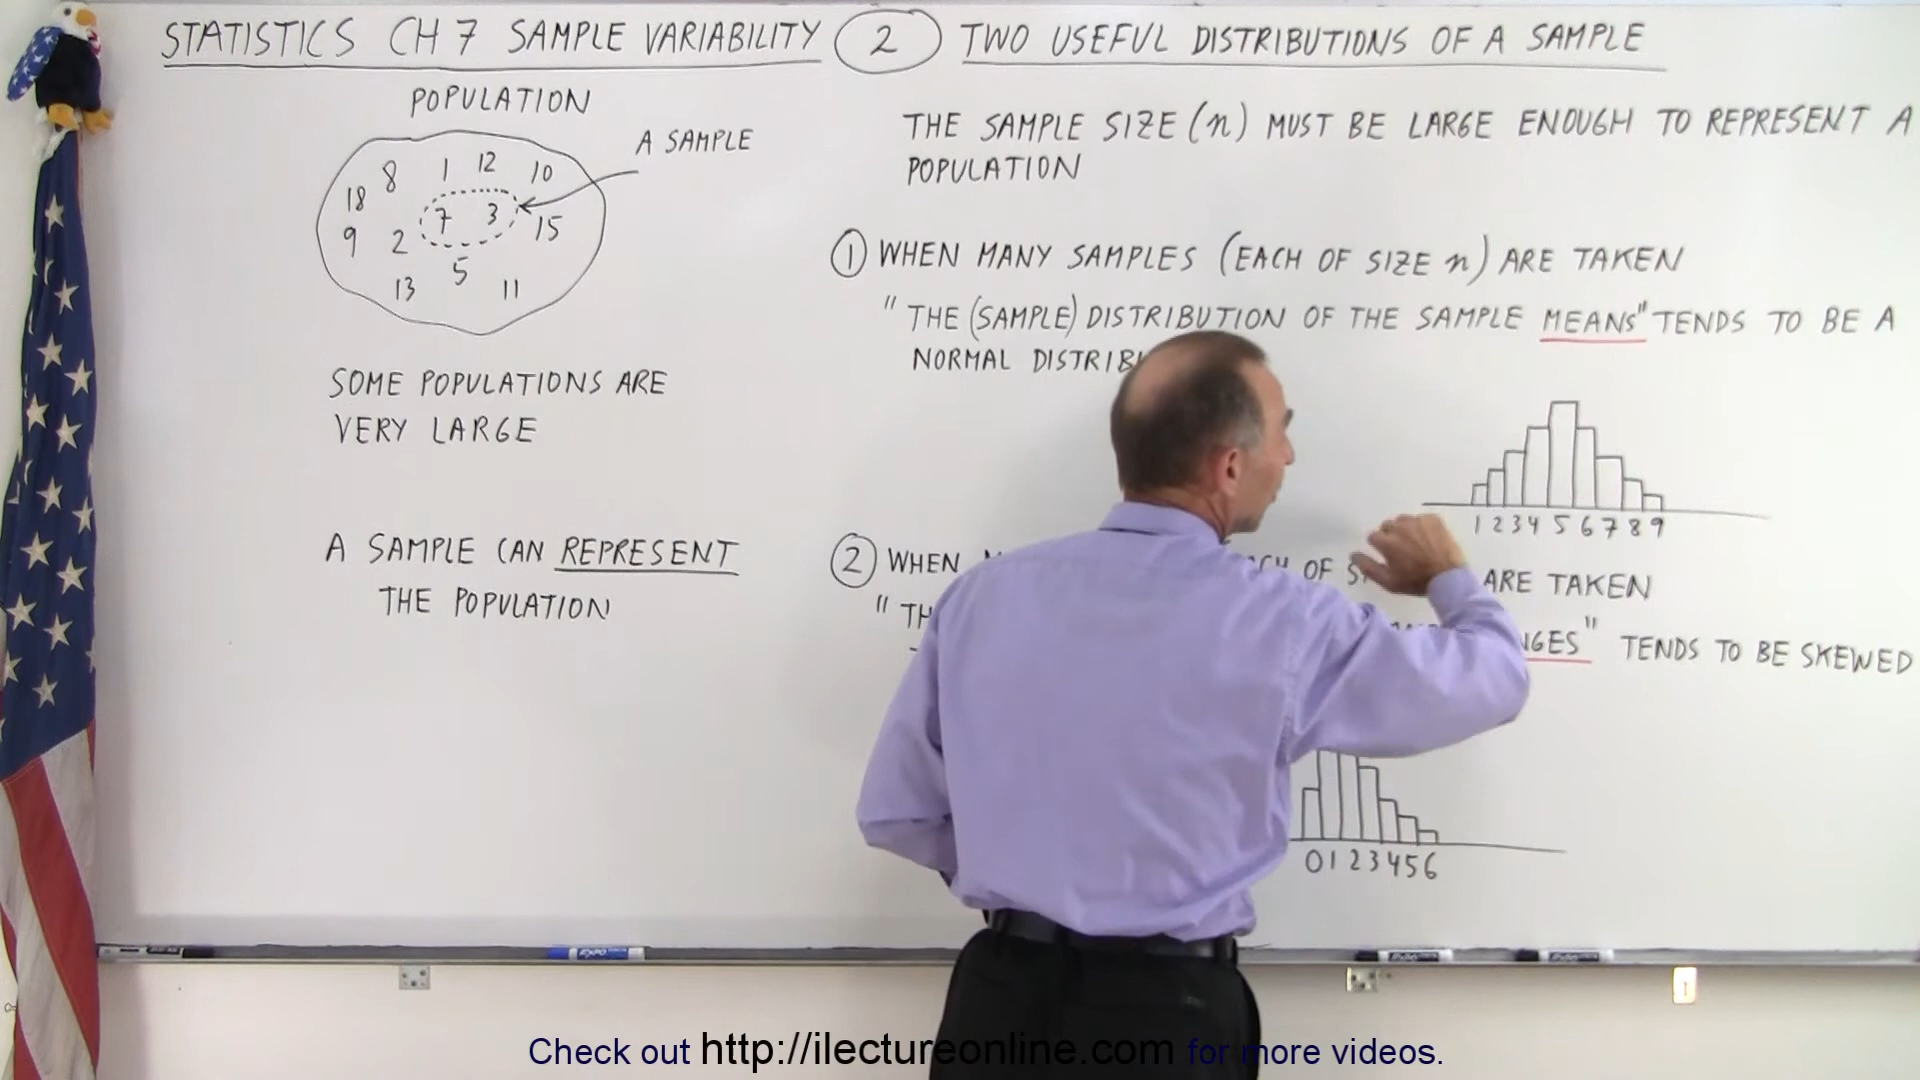 STATISTICS CH 7 SAMPLE VARIABILITY 2 TWO USEFUL DISTRIBUTIONS OF A SAMPLE
POPULATION
A SAMPLE
8 1 12 10
18
7 3
9 2 15
5
13 11
SOME POPULATIONS ARE
VERY LARGE
A SAMPLE CAN REPRESENT
THE POPULATION
THE SAMPLE SIZE (n) MUST BE LARGE ENOUGH TO REPRESENT A
POPULATION
1 WHEN MANY SAMPLES (EACH OF SIZE n) ARE TAKEN
"THE (SAMPLE) DISTRIBUTION OF THE SAMPLE MEANS" TENDS TO BE A
NORMAL DISTRIB
1 2 3 4 5 6 7 8 9
2 WHEN OF ARE TAKEN
" TH NGES" TENDS TO BE SKEWED
0 1 2 3 4 5 6
EXPO
Check out http://ilectureonline.com for more videos.